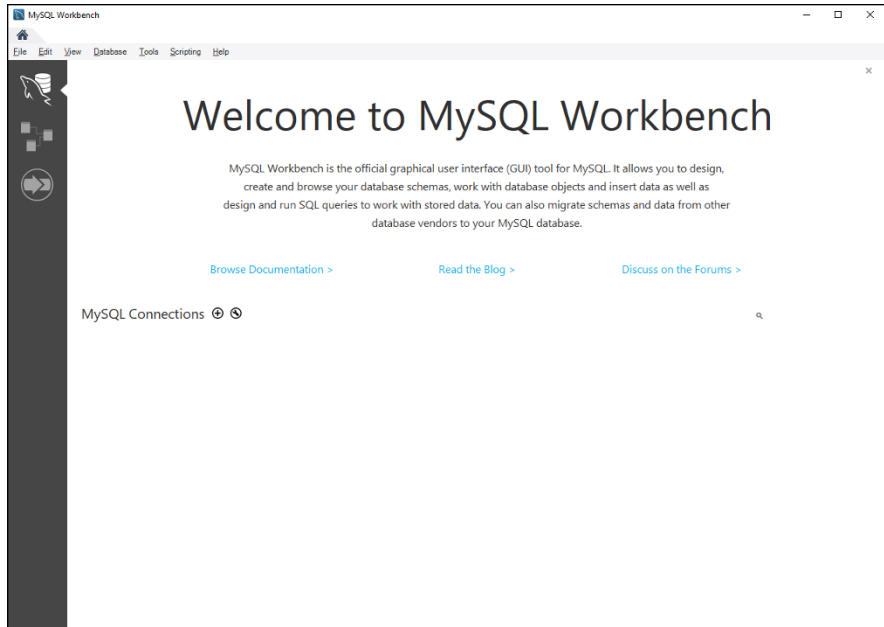 MySQL Workbench
File Edit View Database Tools Scripting Help
Welcome to MySQL Workbench
MySQL Workbench is the official graphical user interface (GUI) tool for MySQL. It allows you to design,
create and browse your database schemas, work with database objects and insert data as well as
design and run SQL queries to work with stored data. You can also migrate schemas and data from other
database vendors to your MySQL database.
Browse Documentation > Read the Blog > Discuss on the Forums >
MySQL Connections